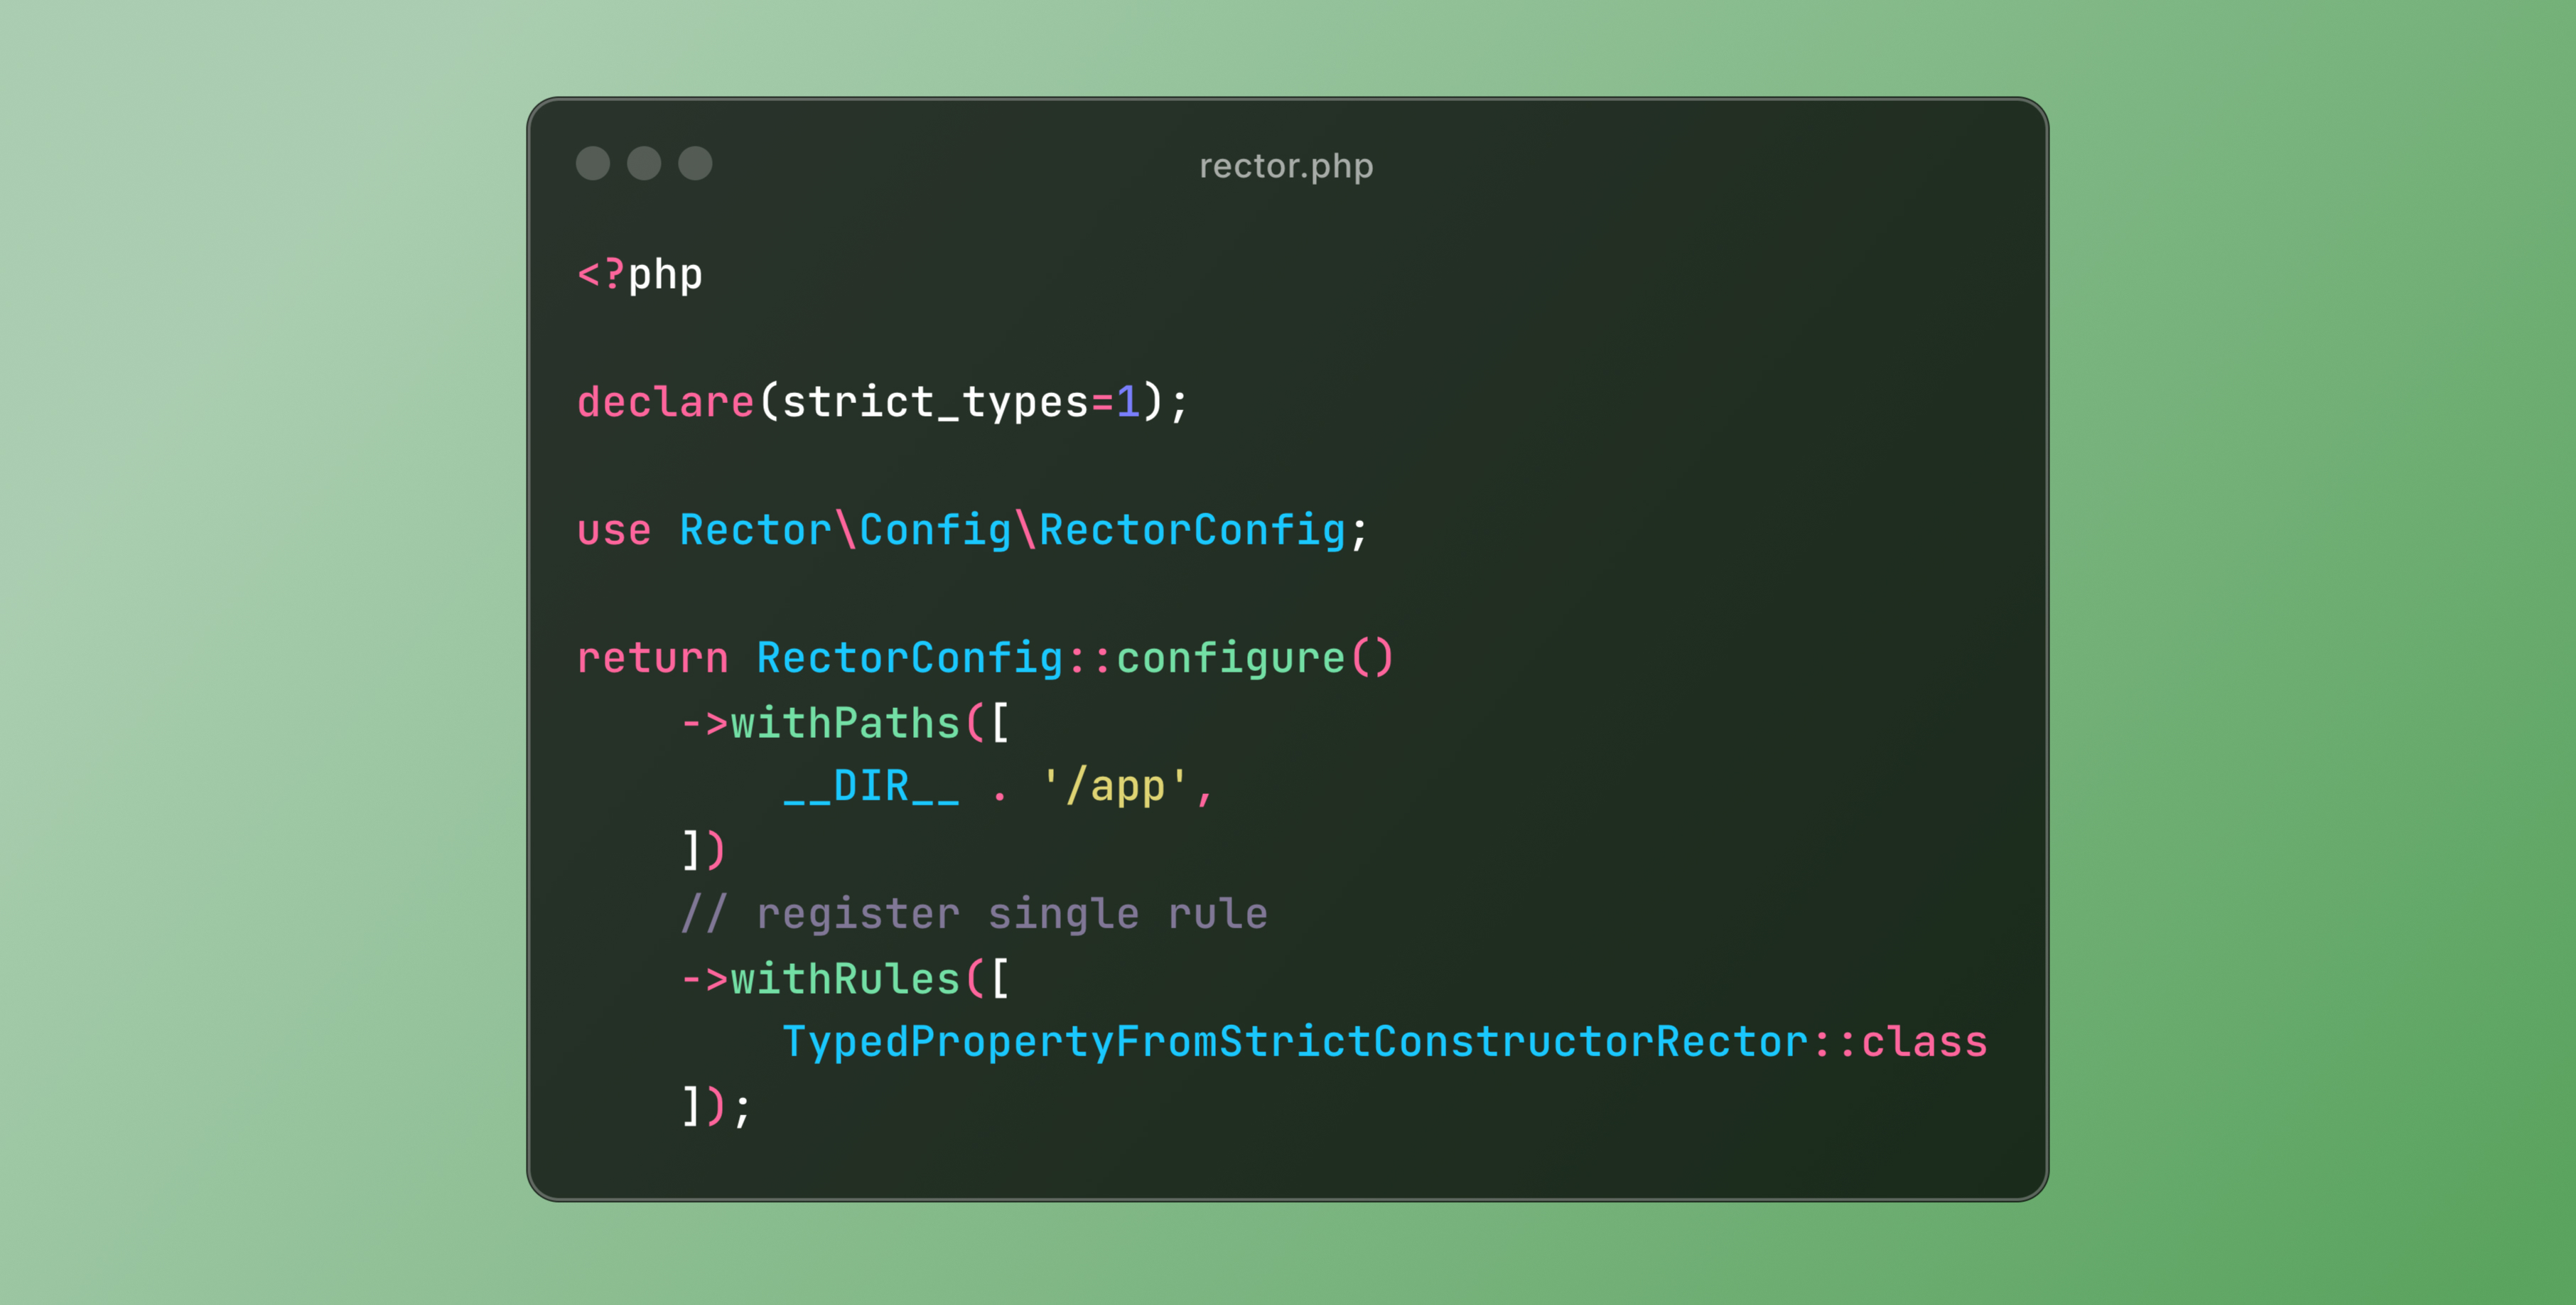 rector.php
<?php
declare(strict_types=1);
use Rector\Config\RectorConfig;
return RectorConfig::configure()
    ->withPaths([
        __DIR__ . '/app',
    ])
    // register single rule
    ->withRules([
        TypedPropertyFromStrictConstructorRector::class
    ]);